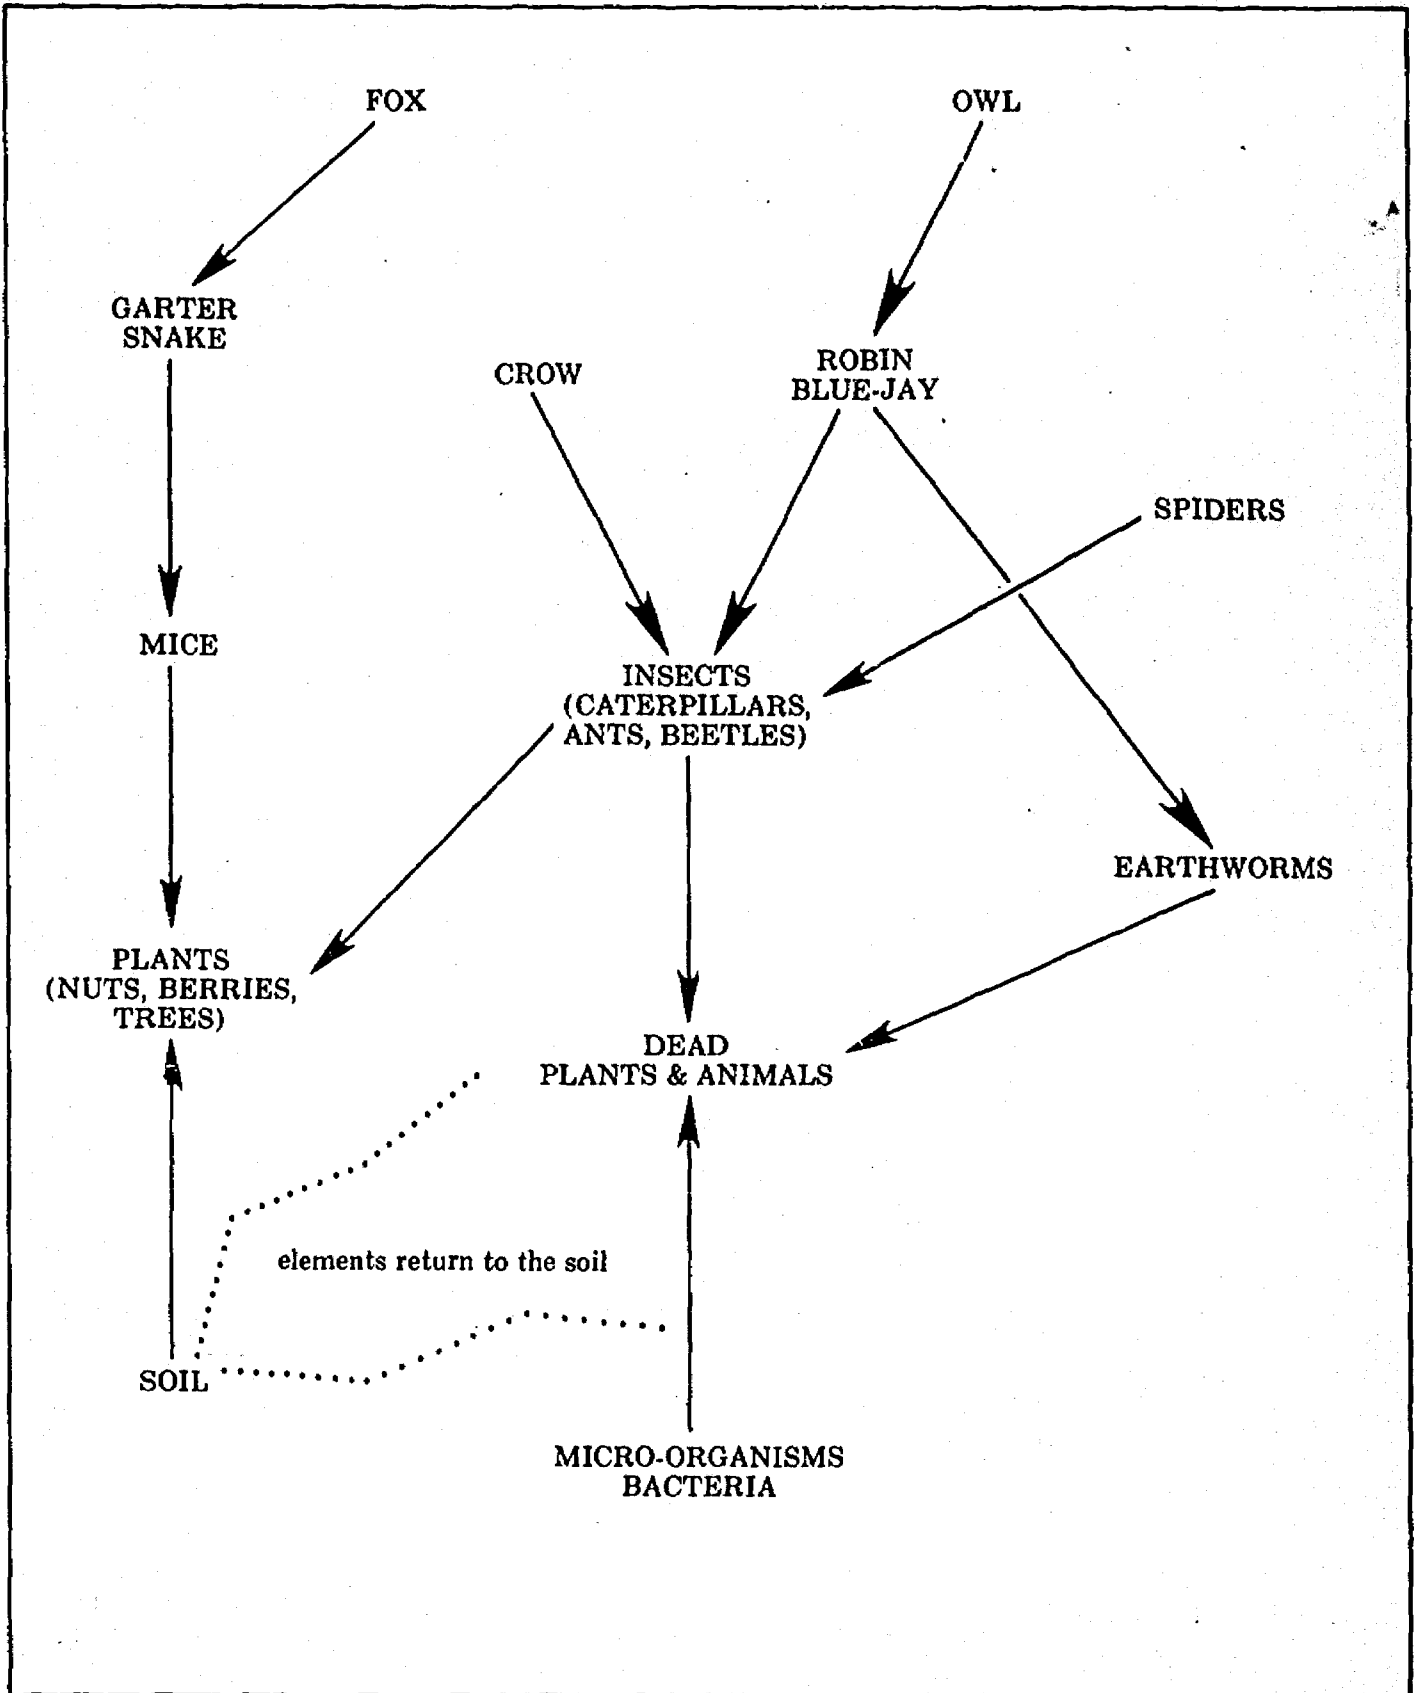 FOX
OWL
GARTER
SNAKE
CROW
ROBIN
BLUE-JAY
SPIDERS
MICE
INSECTS
(CATERPILLARS,
ANTS, BEETLES)
EARTHWORMS
PLANTS
(NUTS, BERRIES,
TREES)
DEAD
PLANTS & ANIMALS
elements return to the soil
SOIL
MICRO-ORGANISMS
BACTERIA